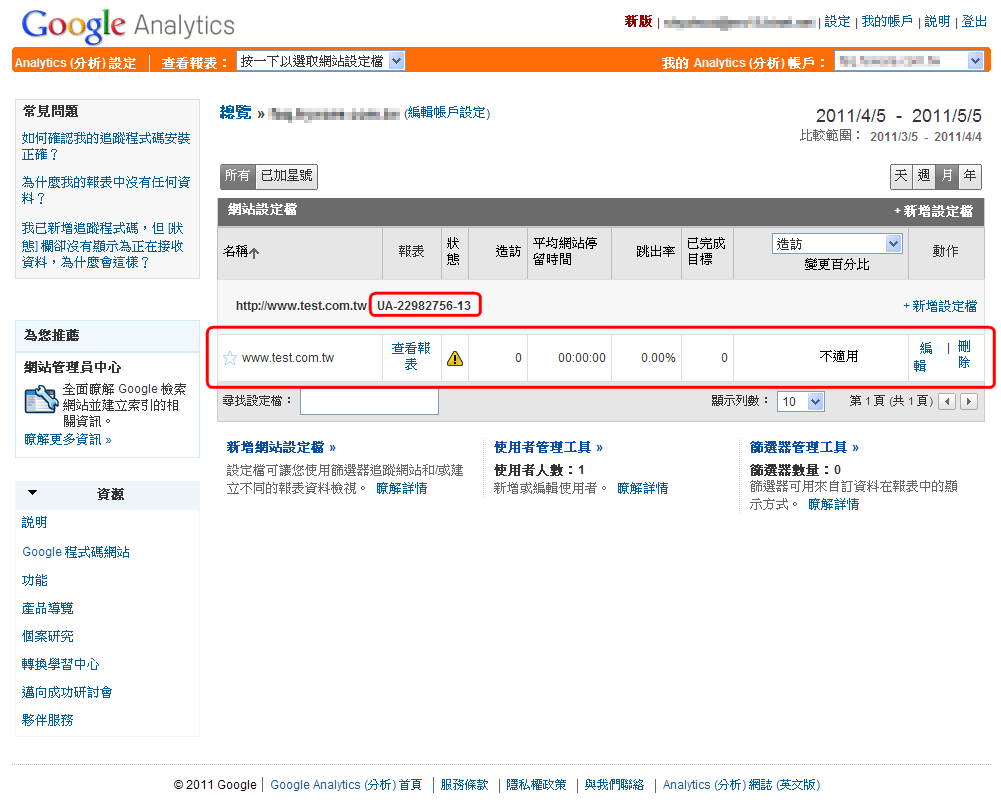 Google Analytics
新版 | | 設定 | 我的帳戶 | 說明 | 登出
Analytics (分析) 設定 | 查看報表： 按一下以選取網站設定檔
我的 Analytics (分析) 帳戶：
常見問題
如何確認我的追蹤程式碼安裝
正確？
為什麼我的報表中沒有任何資
料？
我已新增追蹤程式碼，但 [狀
態] 欄卻沒有顯示為正在接收
資料，為什麼會這樣？
為您推薦
網站管理員中心
全面瞭解 Google 檢索
網站並建立索引的相
關資訊。
瞭解更多資訊 »
資源
說明
Google 程式碼網站
功能
產品導覽
個案研究
轉換學習中心
邁向成功研討會
夥伴服務
總覽 » (編輯帳戶設定)
2011/4/5 - 2011/5/5
比較範圍： 2011/3/5 - 2011/4/4
所有 已加星號
天 週 月 年
網站設定檔
+新增設定檔
名稱↑ 報表 狀
態 造訪 平均網站停
留時間 跳出率 已完成
目標 造訪
變更百分比 動作
http://www.test.com.tw UA-22982756-13
+新增設定檔
www.test.com.tw 查看報
表 0 00:00:00 0.00% 0 不適用 編
輯 | 刪
除
尋找設定檔：
顯示列數： 10 第 1 頁 (共 1 頁)
新增網站設定檔 »
設定檔可讓您使用篩選器追蹤網站和/或建
立不同的報表資料檢視。 瞭解詳情
使用者管理工具 »
使用者人數：1
新增或編輯使用者。 瞭解詳情
篩選器管理工具 »
篩選器數量：0
篩選器可用來自訂資料在報表中的顯
示方式。 瞭解詳情
© 2011 Google | Google Analytics (分析) 首頁 | 服務條款 | 隱私權政策 | 與我們聯絡 | Analytics (分析) 網誌 (英文版)